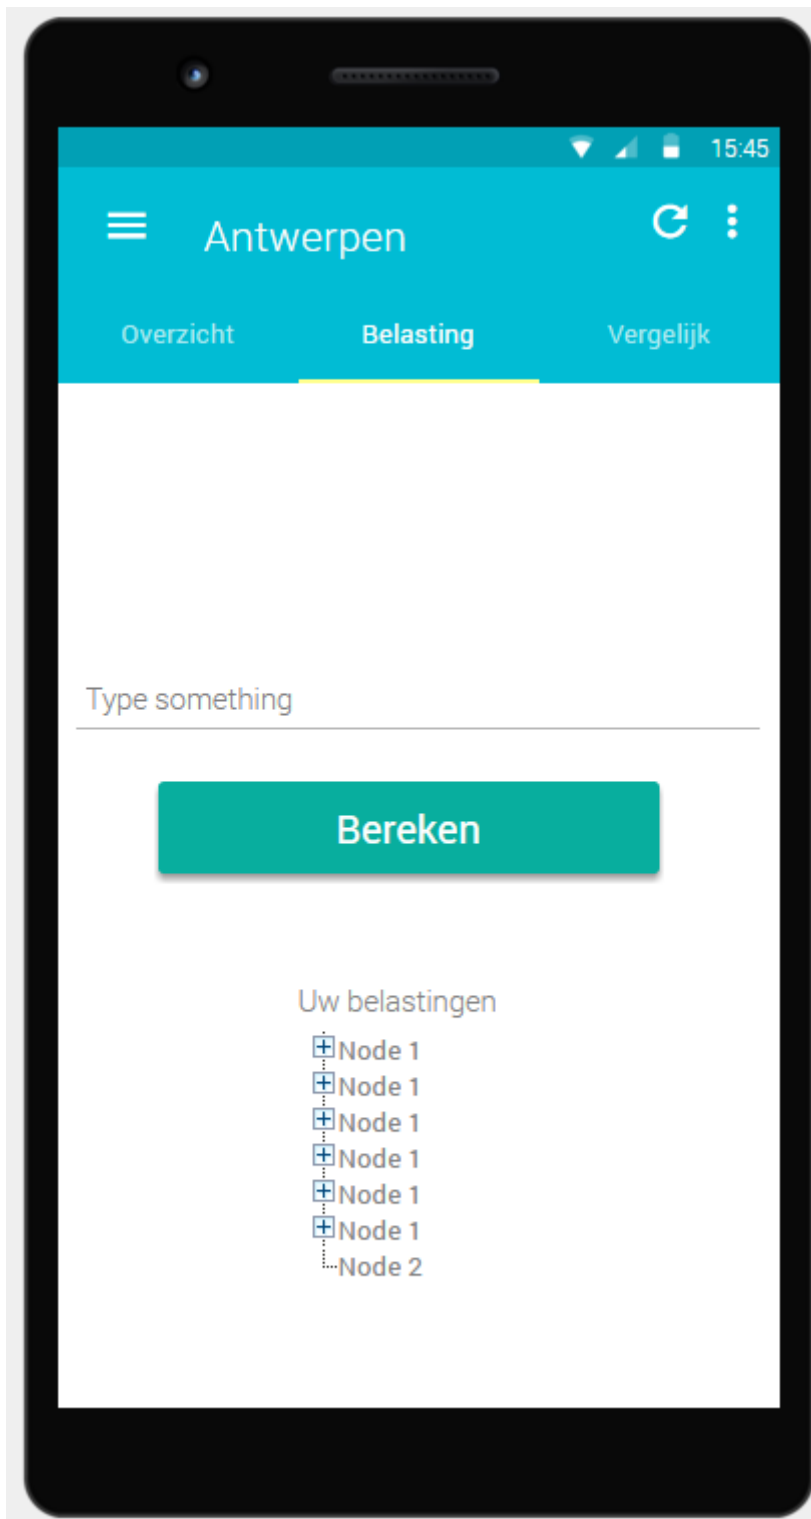 15:45
Antwerpen
Overzicht Belasting Vergelijk
Type something
Bereken
Uw belastingen
Node 1
Node 1
Node 1
Node 1
Node 1
Node 1
Node 2